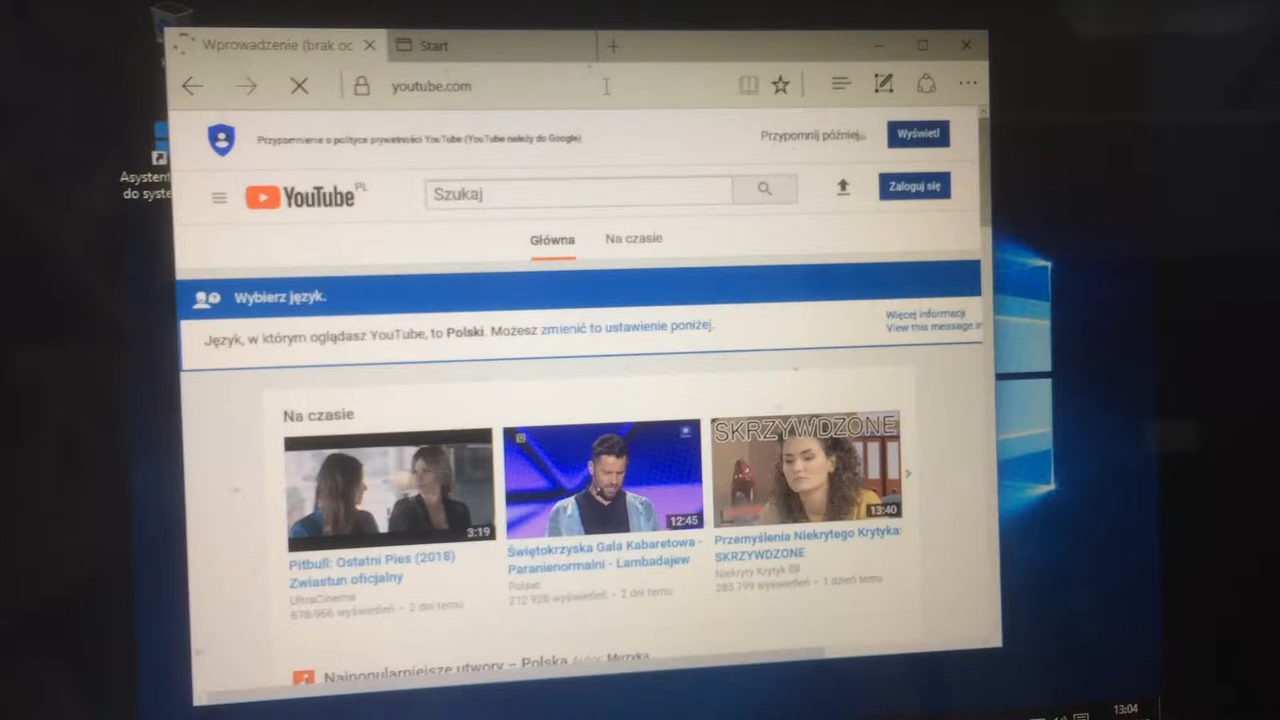 Wprowadzenie (brak oc
Start
youtube.com
Przypomnienie o polityce prywatności YouTube (YouTube należy do Google)
Przypomnij później
Wyświetl
YouTube PL
Szukaj
Zaloguj się
Główna
Na czasie
Wybierz język.
Język, w którym oglądasz YouTube, to Polski. Możesz zmienić to ustawienie poniżej.
Więcej informacji
View this message in
Asystent
do syste
Na czasie
SKRZYWDZONE
3:19
12:45
13:40
Pitbull: Ostatni Pies (2018)
Zwiastun oficjalny
UltraCinema
878 966 wyświetleń • 2 dni temu
Świętokrzyska Gala Kabaretowa -
Paranienormalni - Lambadajew
Polsat
212 928 wyświetleń • 2 dni temu
Przemyślenia Niekrytego Krytyka:
SKRZYWDZONE
Niekryty Krytyk
283 799 wyświetleń • 1 dzień temu
Najpopularniejsze utwory – Polska Autor: Muzyka
13:04